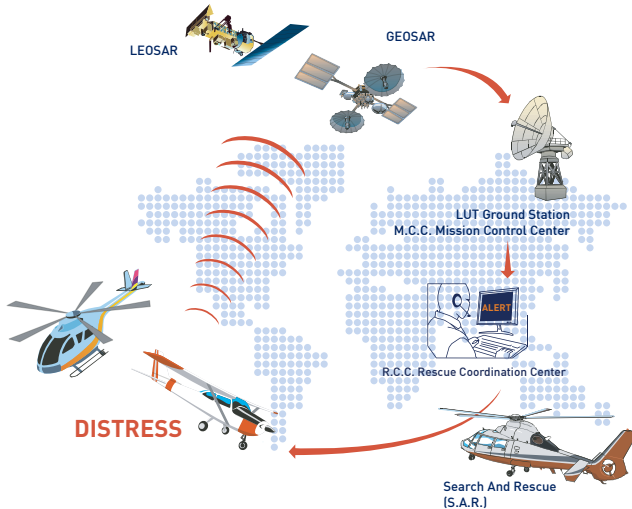 LEOSAR
GEOSAR
LUT Ground Station
M.C.C. Mission Control Center
ALERT
R.C.C. Rescue Coordination Center
DISTRESS
Search And Rescue
(S.A.R.)